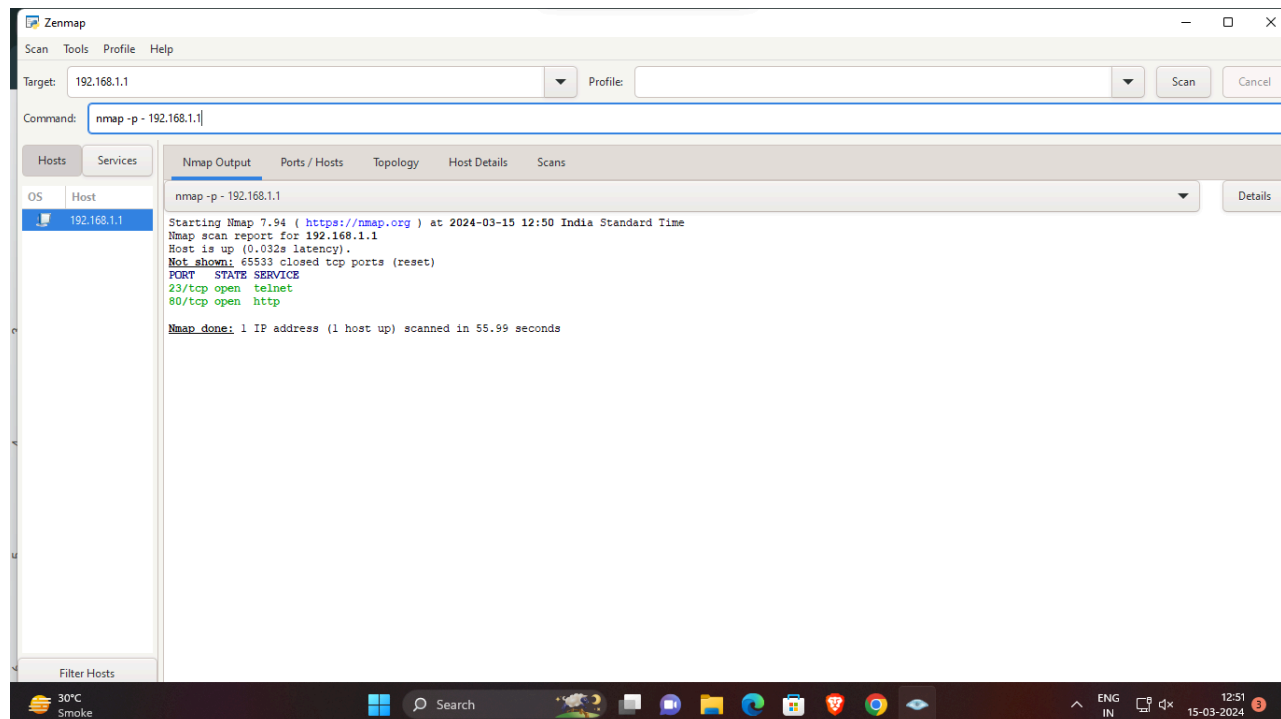 Zenmap
Scan Tools Profile Help
Target: 192.168.1.1 Profile: Scan Cancel
Command: nmap -p - 192.168.1.1
Hosts Services Nmap Output Ports / Hosts Topology Host Details Scans
OS Host nmap -p - 192.168.1.1 Details
192.168.1.1
Starting Nmap 7.94 ( https://nmap.org ) at 2024-03-15 12:50 India Standard Time
Nmap scan report for 192.168.1.1
Host is up (0.032s latency).
Not shown: 65533 closed tcp ports (reset)
PORT STATE SERVICE
23/tcp open telnet
80/tcp open http
Nmap done: 1 IP address (1 host up) scanned in 55.99 seconds
Filter Hosts
30°C
Smoke
Search
ENG
IN
12:51
15-03-2024
3